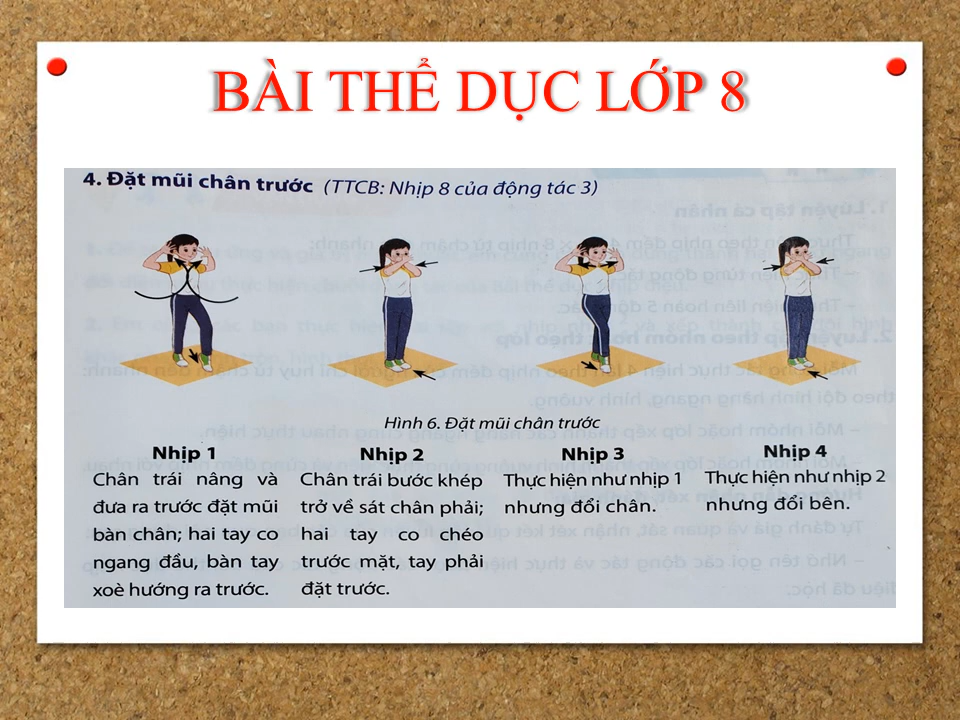 BÀI THỂ DỤC LỚP 8
4. Đặt mũi chân trước (TTCB: Nhịp 8 của động tác 3)
Hình 6. Đặt mũi chân trước
Nhịp 1
Chân trái nâng và
đưa ra trước đặt mũi
bàn chân; hai tay co
ngang đầu, bàn tay
xoè hướng ra trước.
Nhịp 2
Chân trái bước khép
trở về sát chân phải;
hai tay co chéo
trước mặt, tay phải
đặt trước.
Nhịp 3
Thực hiện như nhịp 1
nhưng đổi chân.
Nhịp 4
Thực hiện như nhịp 2
nhưng đổi bên.